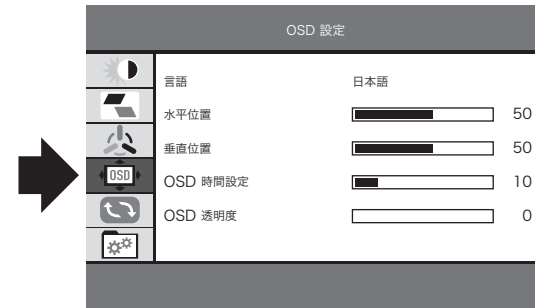 OSD 設定
言語 日本語
水平位置 50
垂直位置 50
OSD OSD 時間設定 10
OSD 透明度 0